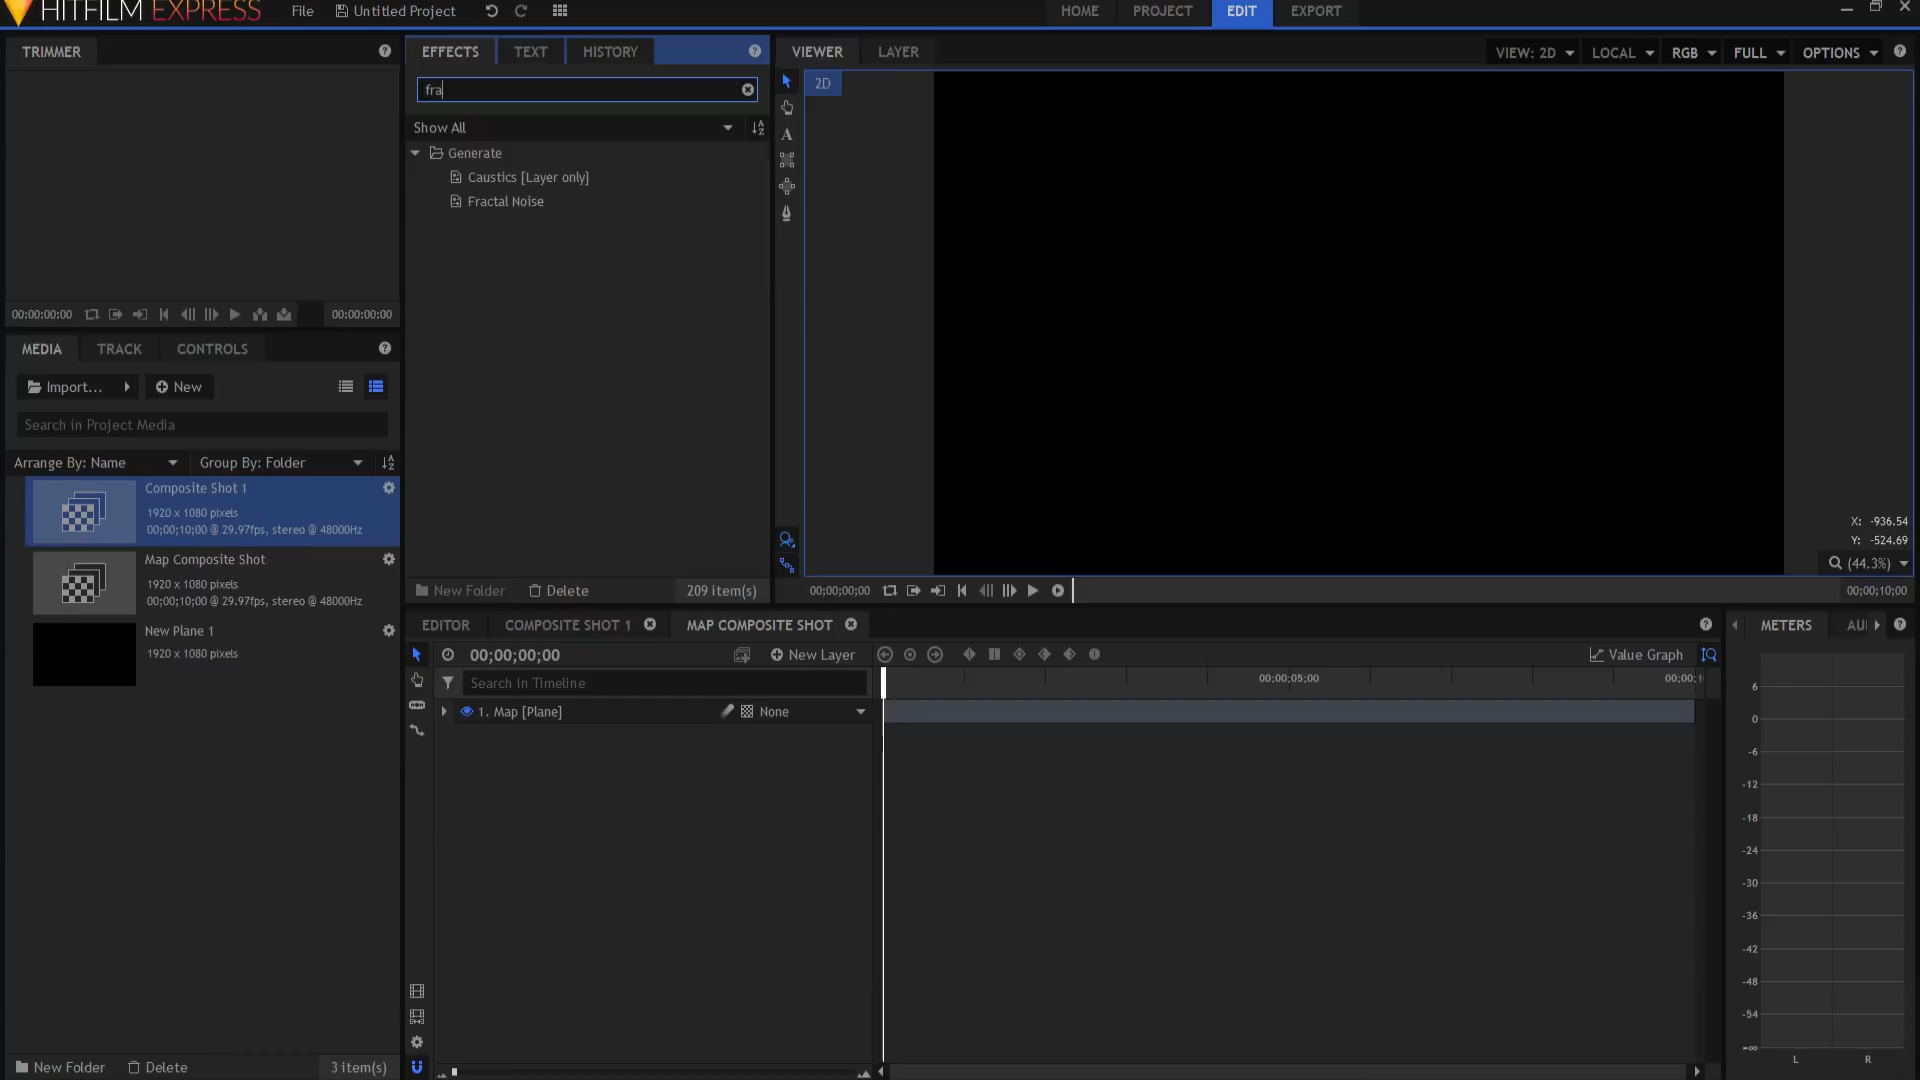 HITFILM EXPRESS File Untitled Project HOME PROJECT EDIT EXPORT
TRIMMER
EFFECTS TEXT HISTORY
VIEWER LAYER VIEW: 2D LOCAL RGB FULL OPTIONS
fra
2D
Show All
Generate
Caustics [Layer only]
Fractal Noise
00:00:00:00 00:00:00:00
MEDIA TRACK CONTROLS
Import... New
Search in Project Media
Arrange By: Name Group By: Folder
Composite Shot 1
1920 x 1080 pixels
00;00;10;00 @ 29.97fps, stereo @ 48000Hz
Map Composite Shot
1920 x 1080 pixels
00;00;10;00 @ 29.97fps, stereo @ 48000Hz
New Plane 1
1920 x 1080 pixels
New Folder Delete 3 item(s)
New Folder Delete 209 item(s)
X: -936.54
Y: -524.69
(44.3%)
00;00;00;00 00;00;10;00
EDITOR COMPOSITE SHOT 1 MAP COMPOSITE SHOT
00;00;00;00 New Layer Value Graph
Search in Timeline
00;00;05;00 00;00;1
1. Map [Plane] None
METERS AU
6
0
-6
-12
-18
-24
-30
-36
-42
-48
-54
-∞
L R